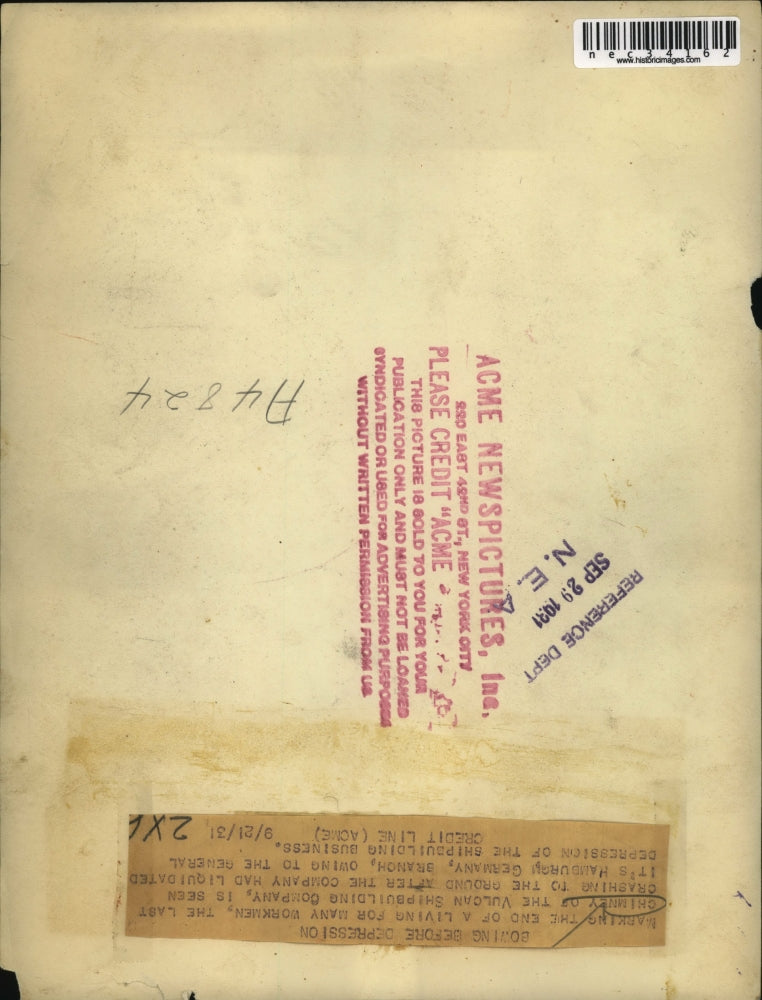 nec34162
www.historicimages.com
ACME NEWSPICTURES, Inc.
220 EAST 42ND ST., NEW YORK CITY
PLEASE CREDIT "ACME
THIS PICTURE IS SOLD TO YOU FOR YOUR
PUBLICATION ONLY AND MUST NOT BE LOANED
SYNDICATED OR USED FOR ADVERTISING PURPOSES
WITHOUT WRITTEN PERMISSION FROM US
REFERENCE DEPT
SEP 29 1931
N. E. A
A4824
BOWING BEFORE DEPRESSION
MARKING THE END OF A LIVING FOR MANY WORKMEN, THE LAST
CHIMNEY OF THE VULCAN SHIPBUILDING COMPANY, IS SEEN
CRASHING TO THE GROUND AFTER THE COMPANY HAD LIQUIDATED
IT'S HAMBURG, GERMANY, BRANCH, OWING TO THE GENERAL
DEPRESSION OF THE SHIPBUILDING BUSINESS.
CREDIT LINE (ACME) 9/21/31